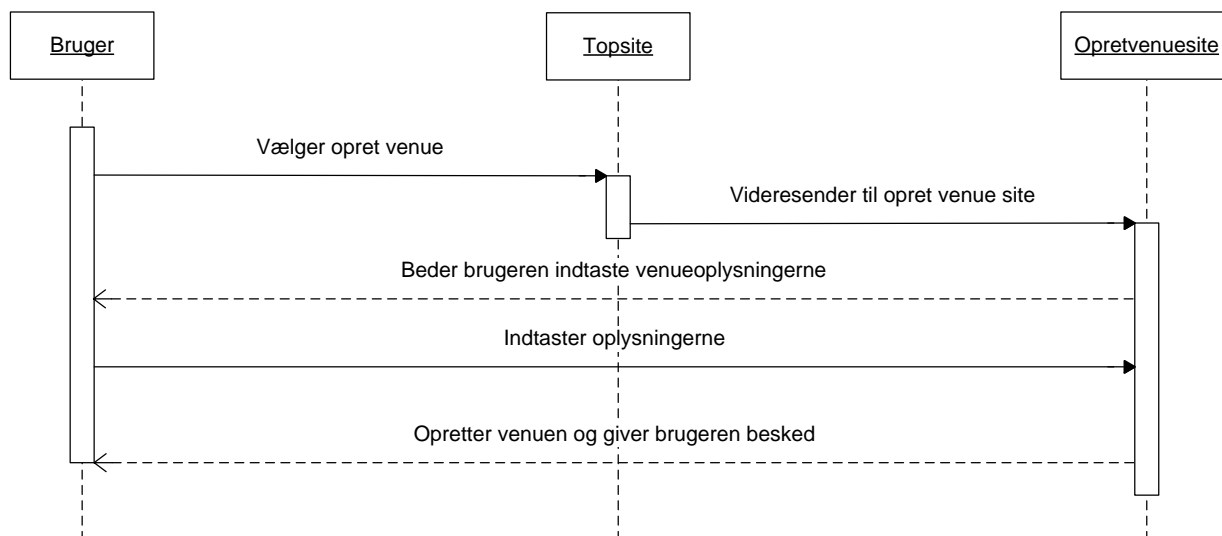 Bruger
Topsite
Opretvenuesite
Vælger opret venue
Videresender til opret venue site
Beder brugeren indtaste venueoplysningerne
Indtaster oplysningerne
Opretter venuen og giver brugeren besked